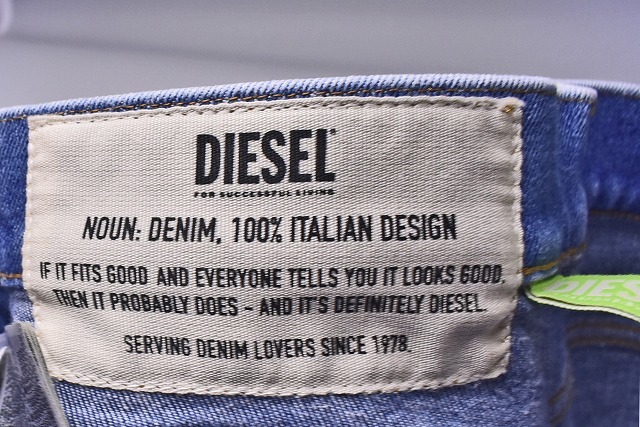 DIESEL
FOR SUCCESSFUL LIVING
NOUN: DENIM, 100% ITALIAN DESIGN
IF IT FITS GOOD AND EVERYONE TELLS YOU IT LOOKS GOOD,
THEN IT PROBABLY DOES - AND IT'S DEFINITELY DIESEL.
SERVING DENIM LOVERS SINCE 1978.
DIES